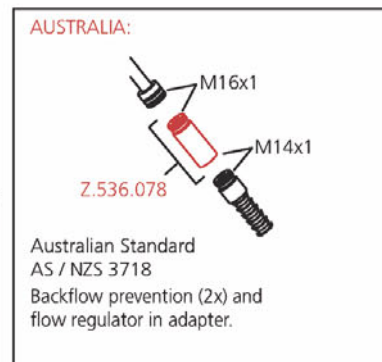 AUSTRALIA:
M16x1
M14x1
Z.536.078
Australian Standard
AS / NZS 3718
Backflow prevention (2x) and
flow regulator in adapter.